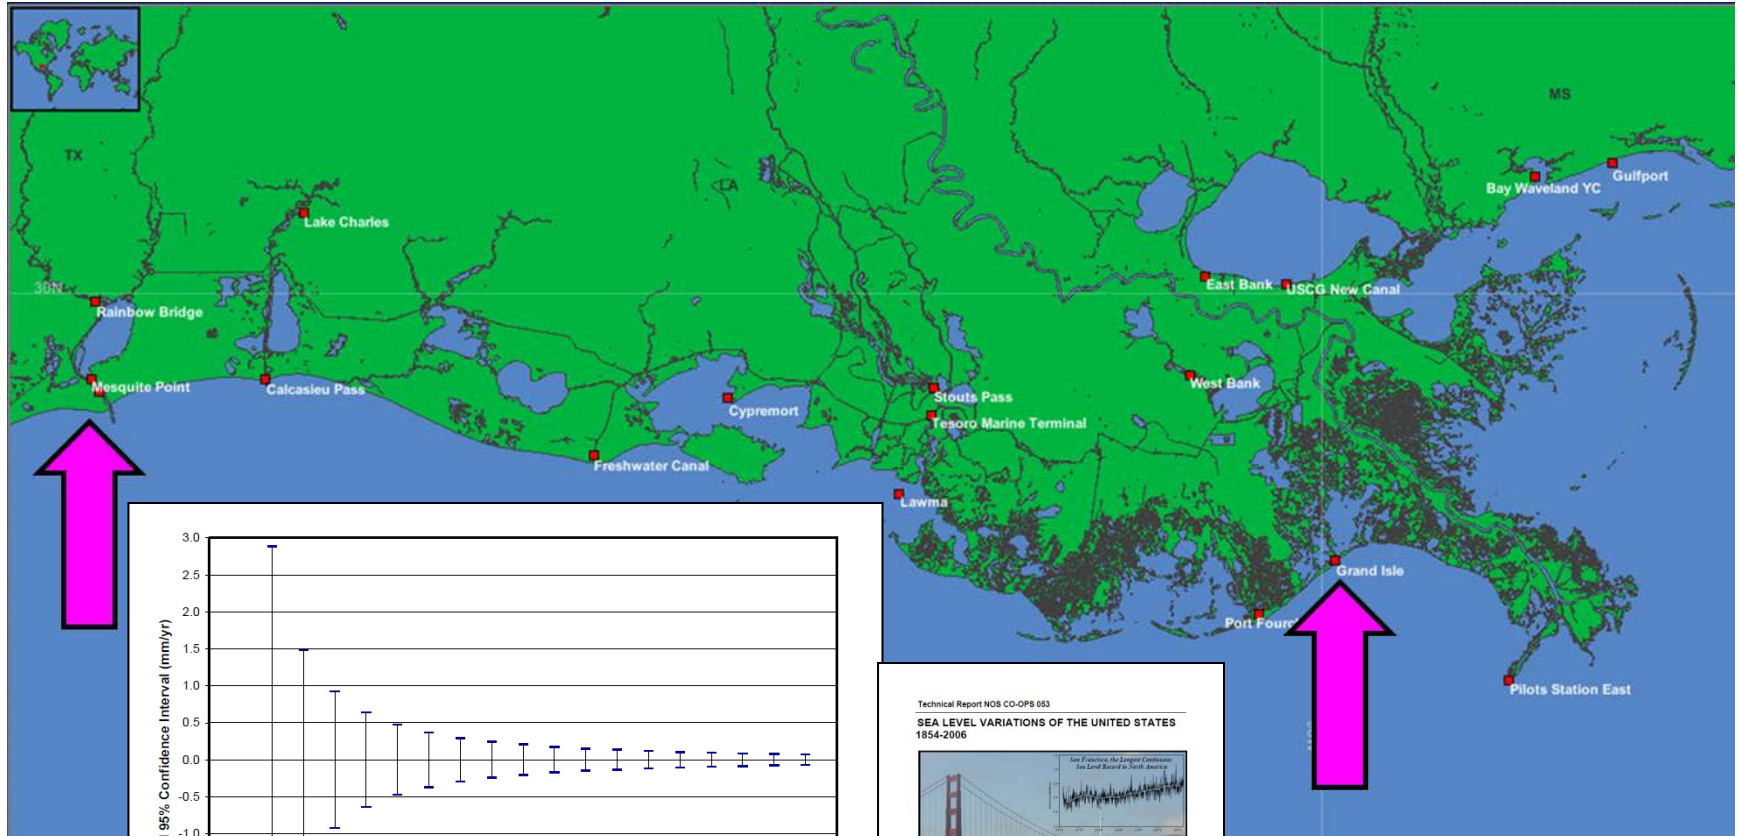 TX
LA
MS
Lake Charles
Bay Waveland YC
Gulfport
30N
Rainbow Bridge
East Bank
USCG New Canal
Mesquite Point
Calcasieu Pass
Cypremort
Stouts Pass
West Bank
Tesoro Marine Terminal
Freshwater Canal
Lawma
Grand Isle
Port Fourc
Pilots Station East
3.0
2.5
2.0
1.5
1.0
0.5
0.0
-0.5
-1.0
95% Confidence Interval (mm/yr)
Technical Report NOS CO-OPS 053
SEA LEVEL VARIATIONS OF THE UNITED STATES
1854-2006
San Francisco, the Longest Continuous
Sea Level Record in North America